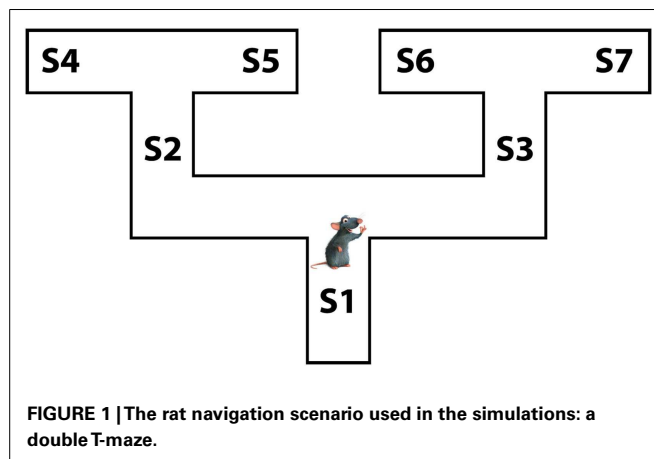 S4 S5 S6 S7
S2 S3
S1
FIGURE 1 | The rat navigation scenario used in the simulations: a
double T-maze.